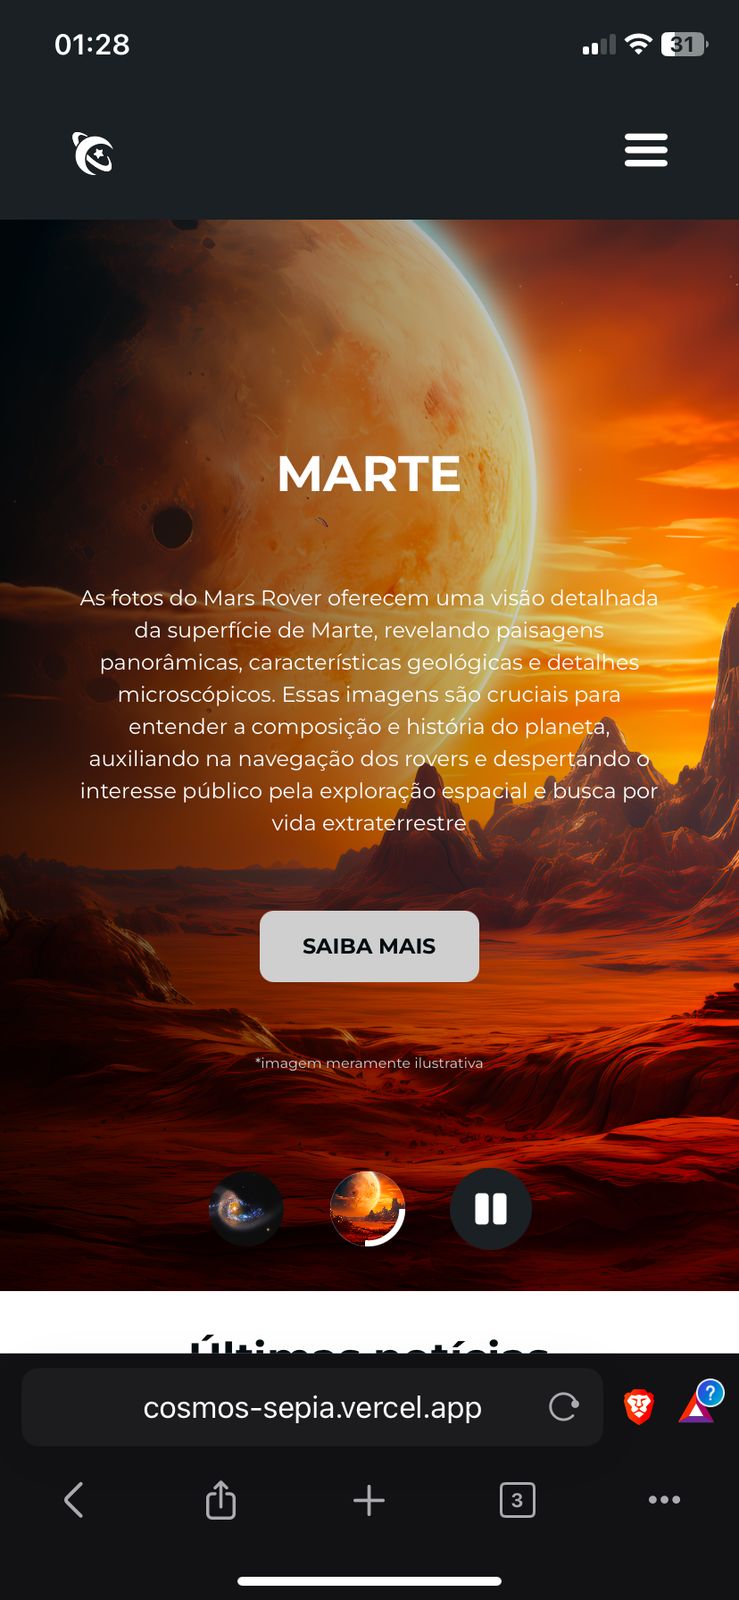 01:28
31
MARTE
As fotos do Mars Rover oferecem uma visão detalhada
da superfície de Marte, revelando paisagens
panorâmicas, características geológicas e detalhes
microscópicos. Essas imagens são cruciais para
entender a composição e história do planeta,
auxiliando na navegação dos rovers e despertando o
interesse público pela exploração espacial e busca por
vida extraterrestre
SAIBA MAIS
*imagem meramente ilustrativa
Últimas notícias
cosmos-sepia.vercel.app
?
3